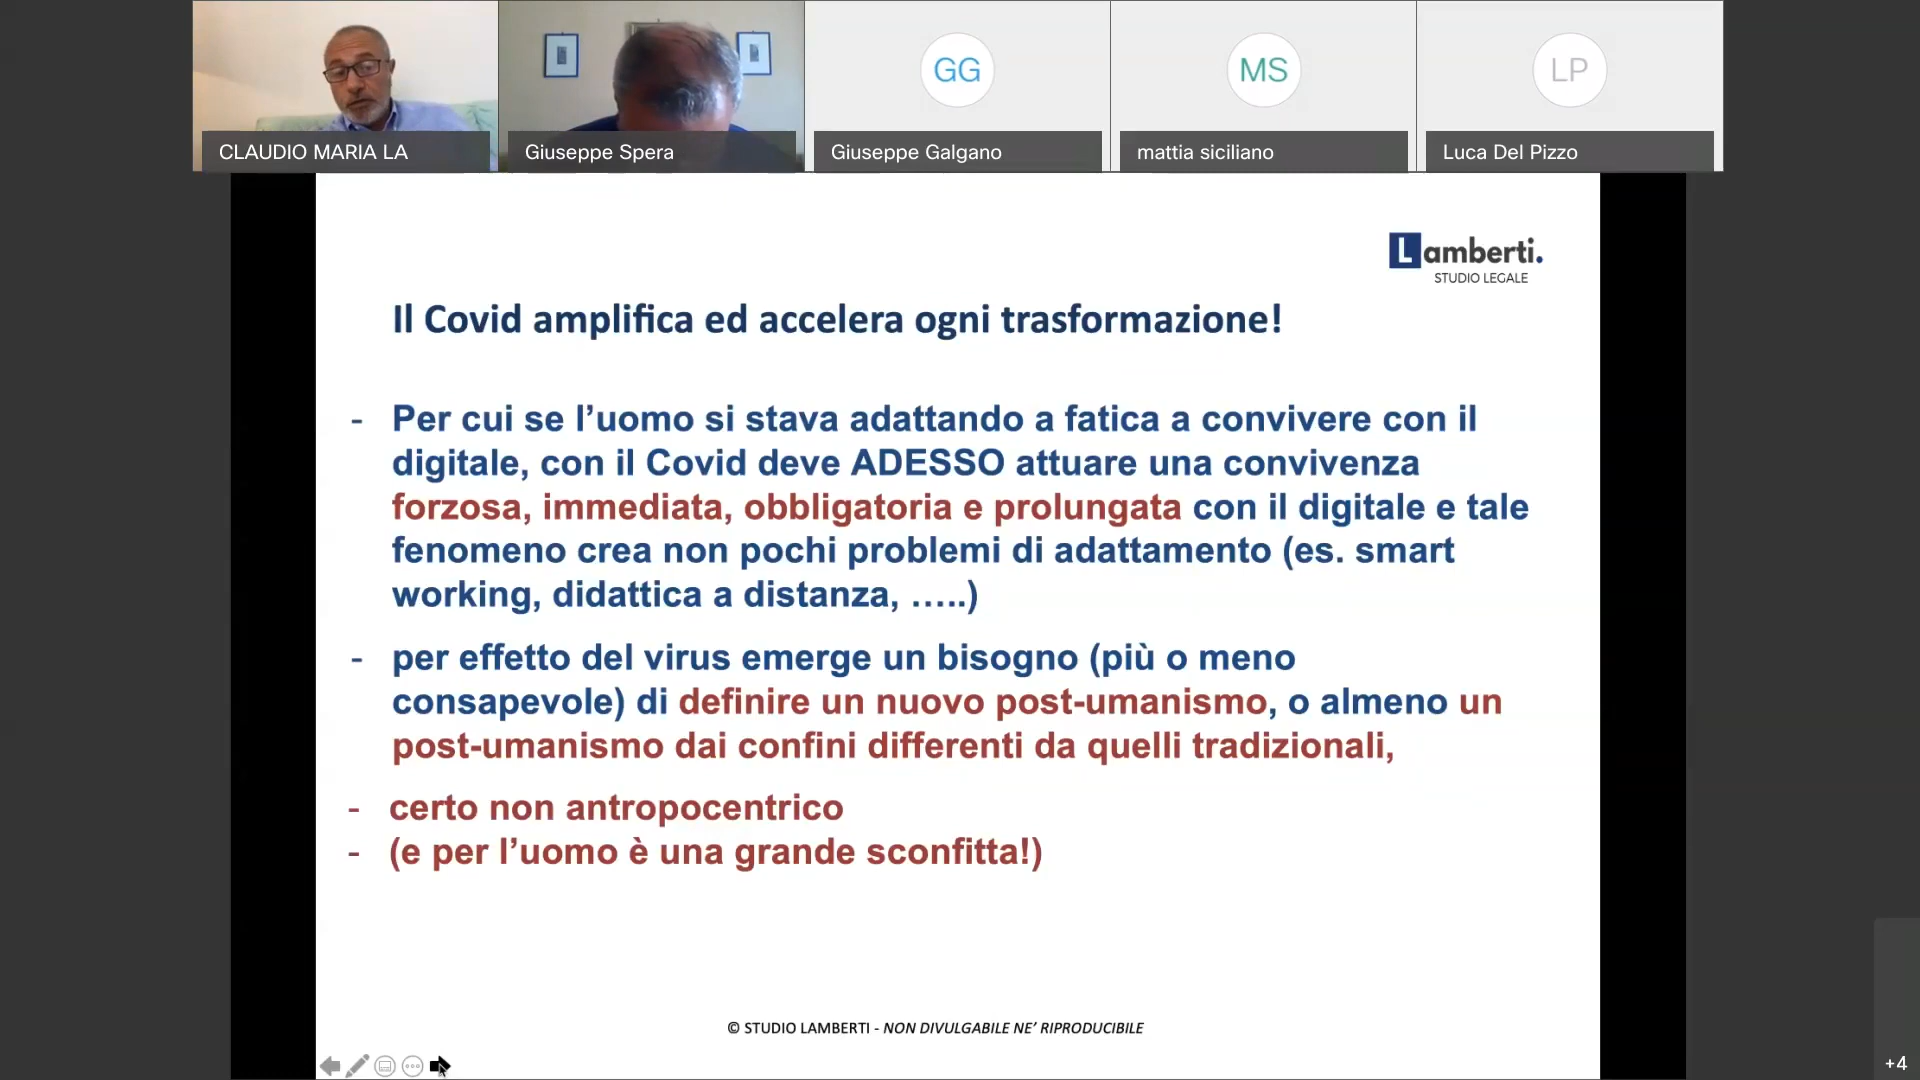 GG
MS
LP
CLAUDIO MARIA LA
Giuseppe Spera
Giuseppe Galgano
mattia siciliano
Luca Del Pizzo
Lamberti.
STUDIO LEGALE
Il Covid amplifica ed accelera ogni trasformazione!
- Per cui se l’uomo si stava adattando a fatica a convivere con il
digitale, con il Covid deve ADESSO attuare una convivenza
forzosa, immediata, obbligatoria e prolungata con il digitale e tale
fenomeno crea non pochi problemi di adattamento (es. smart
working, didattica a distanza, …..)
- per effetto del virus emerge un bisogno (più o meno
consapevole) di definire un nuovo post-umanismo, o almeno un
post-umanismo dai confini differenti da quelli tradizionali,
- certo non antropocentrico
- (e per l’uomo è una grande sconfitta!)
© STUDIO LAMBERTI - NON DIVULGABILE NE’ RIPRODUCIBILE
+4